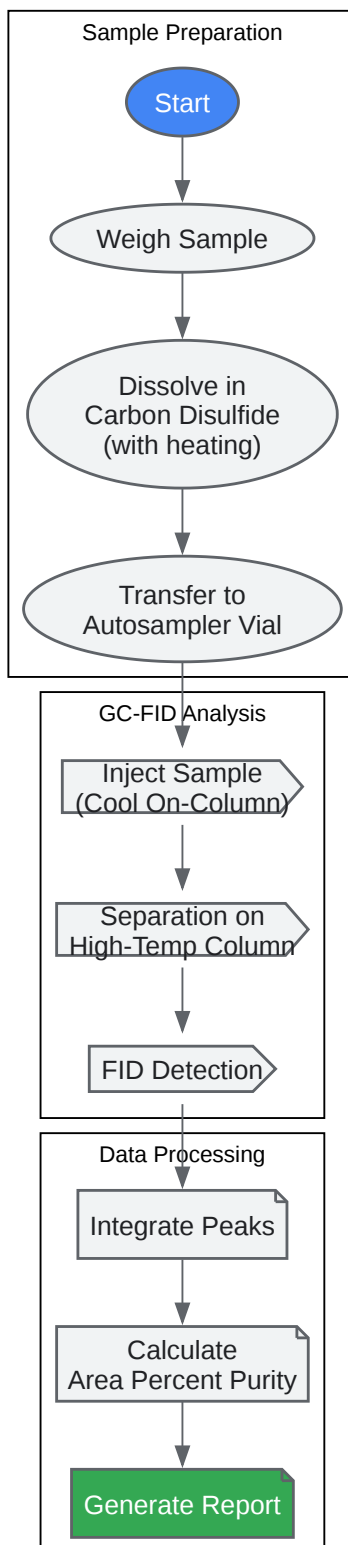 Sample Preparation
Start
Weigh Sample
Dissolve in
Carbon Disulfide
(with heating)
Transfer to
Autosampler Vial
GC-FID Analysis
Inject Sample
(Cool On-Column)
Separation on
High-Temp Column
FID Detection
Data Processing
Integrate Peaks
Calculate
Area Percent Purity
Generate Report